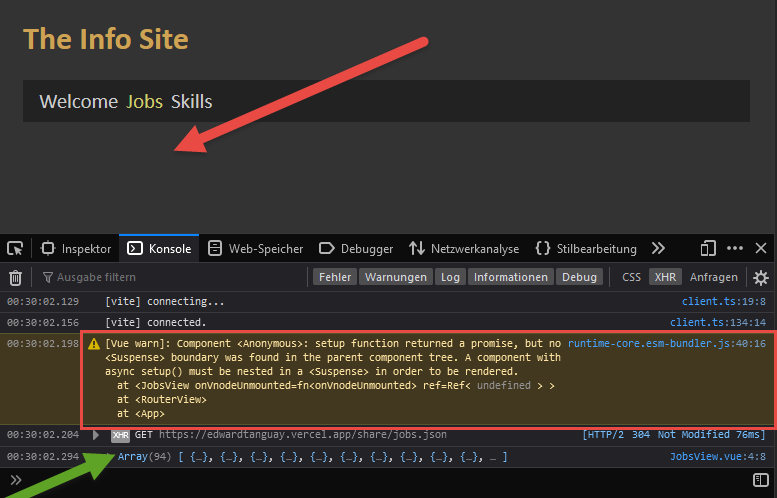 The Info Site
Welcome Jobs Skills
Inspektor Konsole Web-Speicher Debugger Netzwerkanalyse Stilbearbeitung
Ausgabe filtern Fehler Warnungen Log Informationen Debug CSS XHR Anfragen
00:30:02.129 [vite] connecting... client.ts:19:8
00:30:02.156 [vite] connected. client.ts:134:14
00:30:02.198 [Vue warn]: Component <Anonymous>: setup function returned a promise, but no runtime-core.esm-bundler.js:40:16
<Suspense> boundary was found in the parent component tree. A component with
async setup() must be nested in a <Suspense> in order to be rendered.
at <JobsView onVnodeUnmounted=fn<onVnodeUnmounted> ref=Ref< undefined > >
at <RouterView>
at <App>
00:30:02.204 XHR GET https://edwardtanguay.vercel.app/share/jobs.json [HTTP/2 304 Not Modified 76ms]
00:30:02.294 Array(94) [ {…}, {…}, {…}, {…}, {…}, {…}, {…}, {…}, {…}, {…}, … ] JobsView.vue:4:8